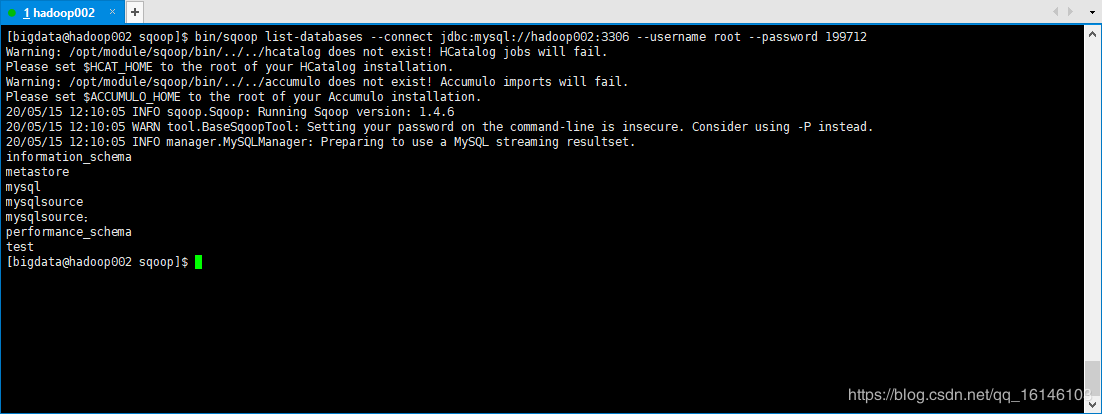 1 hadoop002
[bigdata@hadoop002 sqoop]$ bin/sqoop list-databases --connect jdbc:mysql://hadoop002:3306 --username root --password 199712
Warning: /opt/module/sqoop/bin/../../hcatalog does not exist! HCatalog jobs will fail.
Please set $HCAT_HOME to the root of your HCatalog installation.
Warning: /opt/module/sqoop/bin/../../accumulo does not exist! Accumulo imports will fail.
Please set $ACCUMULO_HOME to the root of your Accumulo installation.
20/05/15 12:10:05 INFO sqoop.Sqoop: Running Sqoop version: 1.4.6
20/05/15 12:10:05 WARN tool.BaseSqoopTool: Setting your password on the command-line is insecure. Consider using -P instead.
20/05/15 12:10:05 INFO manager.MySQLManager: Preparing to use a MySQL streaming resultset.
information_schema
metastore
mysql
mysqlsource
mysqlsource；
performance_schema
test
[bigdata@hadoop002 sqoop]$
https://blog.csdn.net/qq_16146103